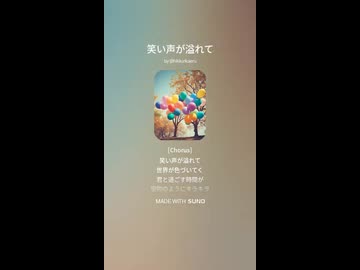 笑い声が溢れて
[Chorus]
笑い声が溢れて
世界が色づいてく
君と過ごす時間が
宝物のようにキラキラ
MADE WITH SUNO